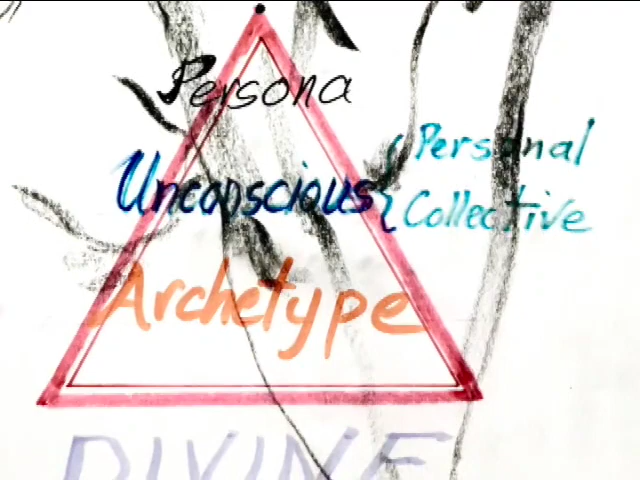 Persona
Unconscious { Personal
Collective
Archetype
DIVINE